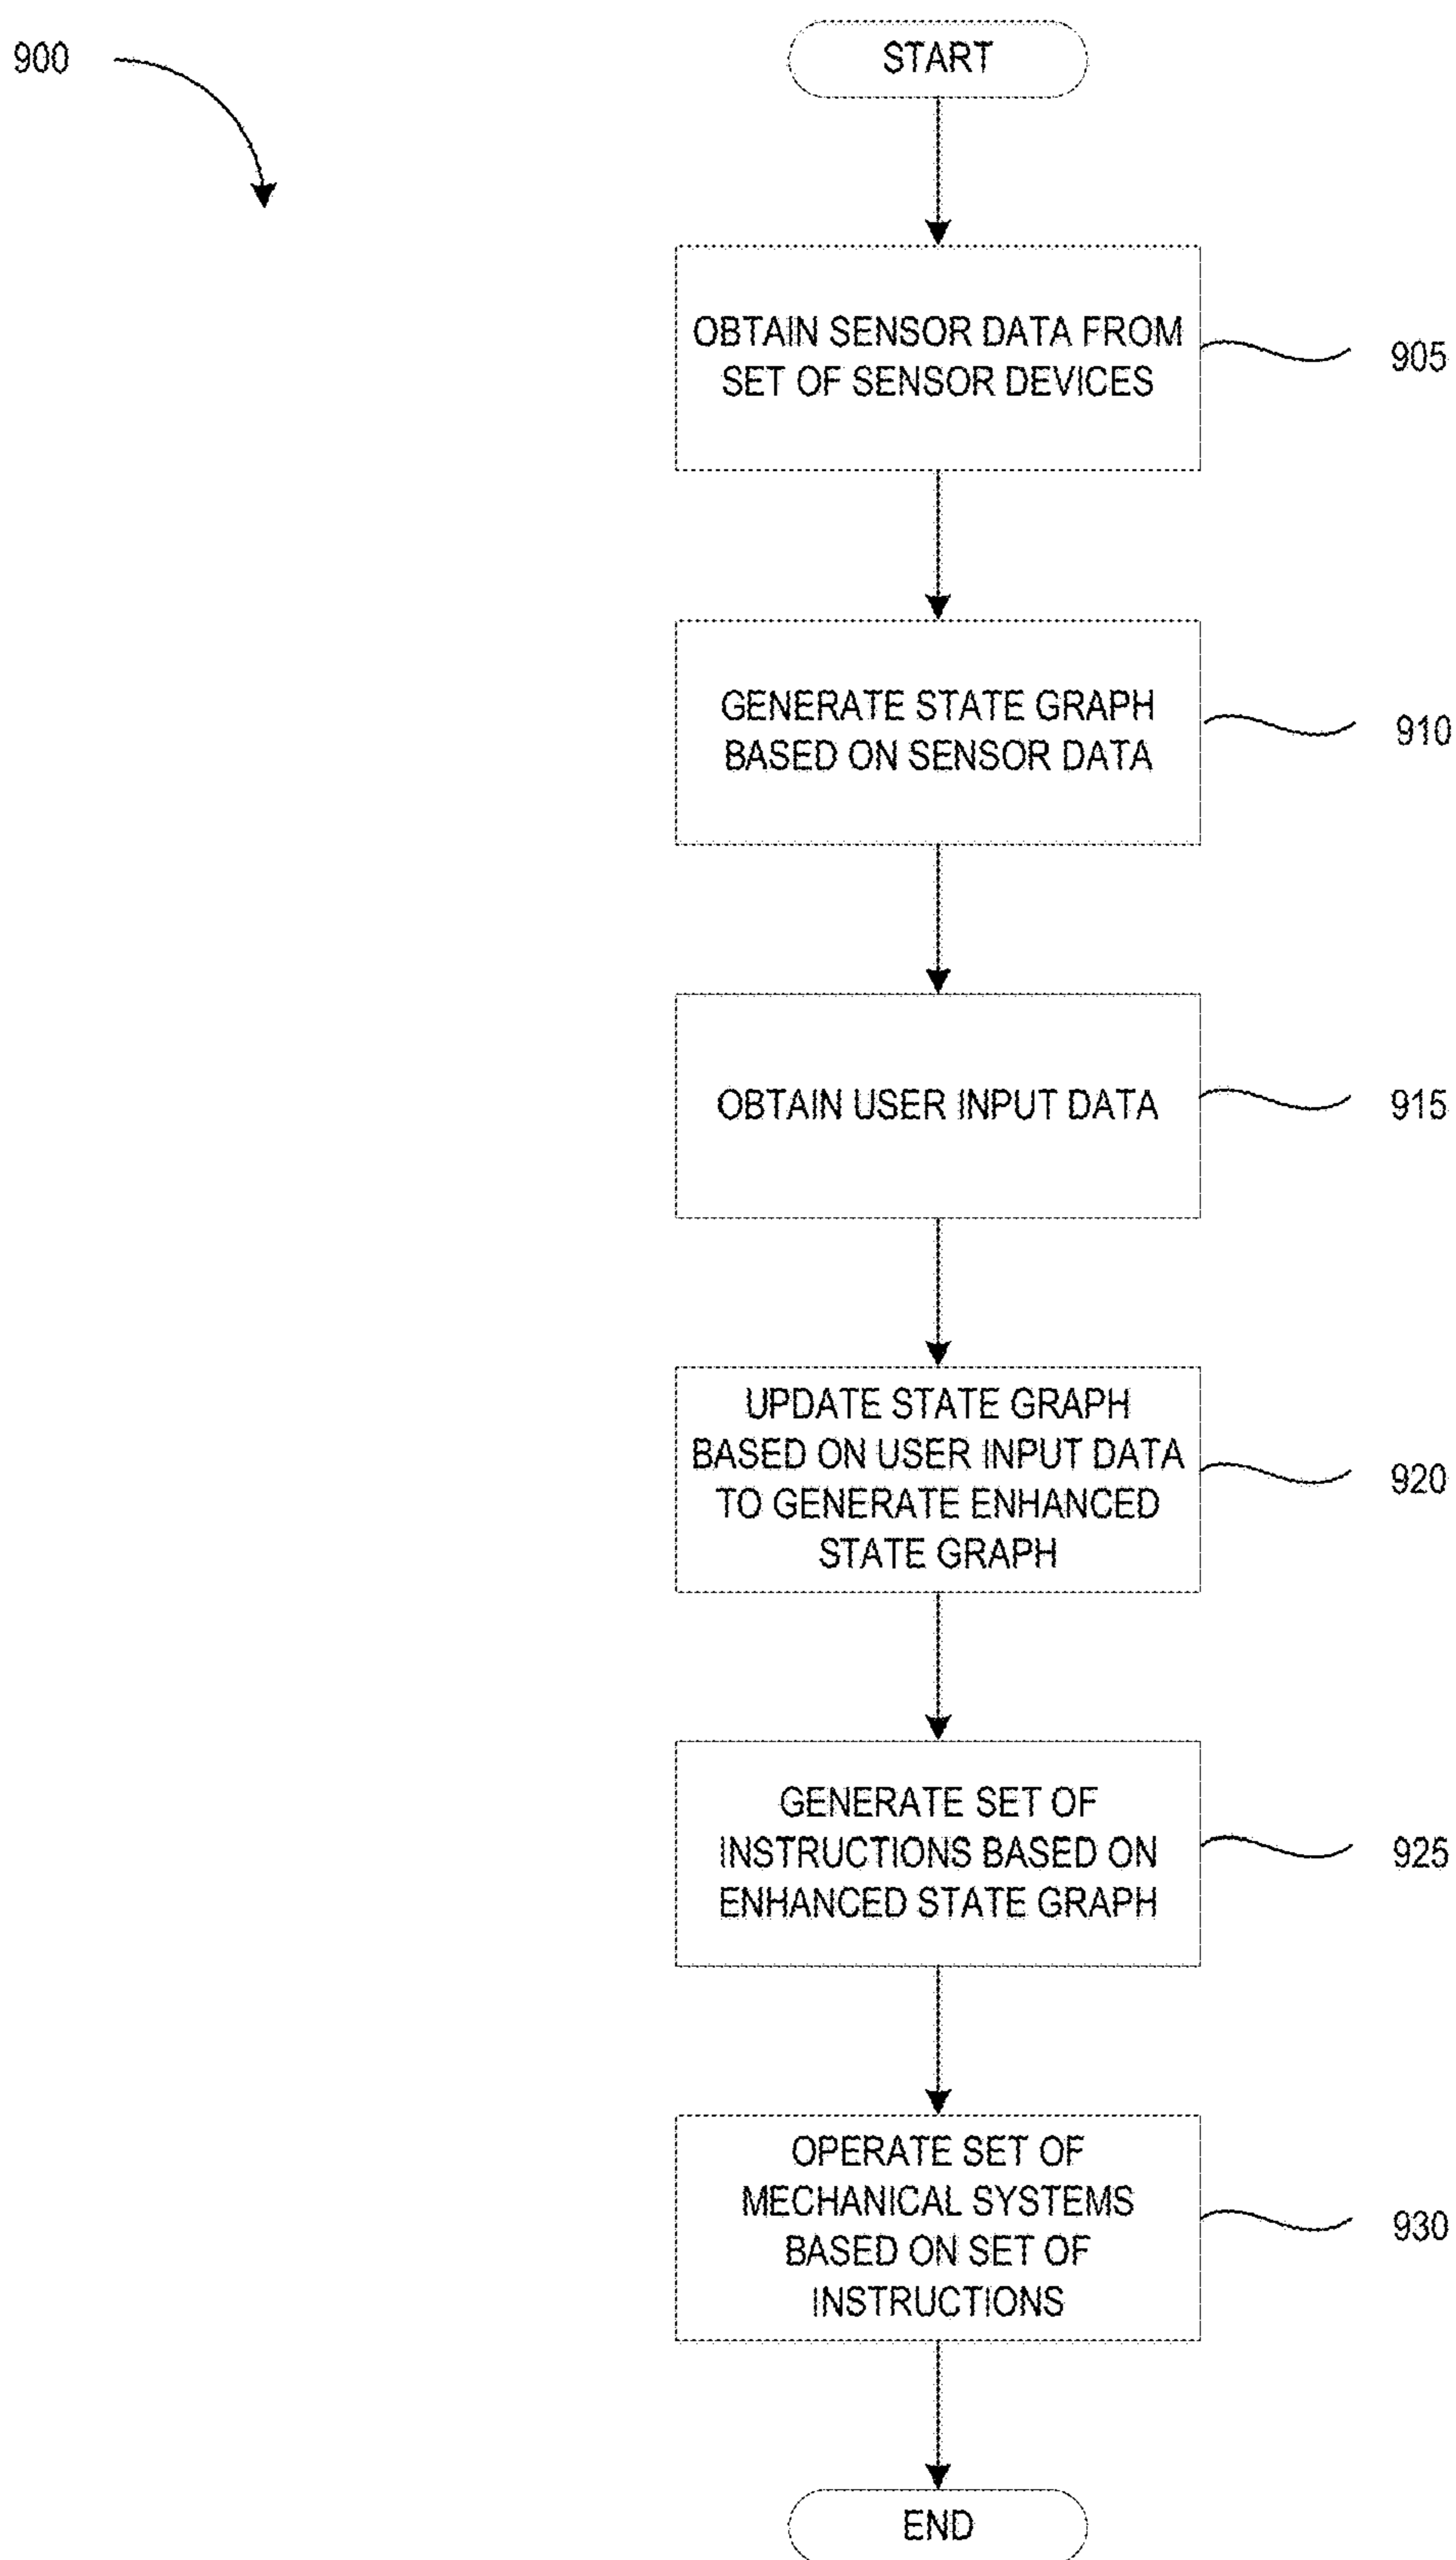 900
START
OBTAIN SENSOR DATA FROM
SET OF SENSOR DEVICES
905
GENERATE STATE GRAPH
BASED ON SENSOR DATA
910
OBTAIN USER INPUT DATA
915
UPDATE STATE GRAPH
BASED ON USER INPUT DATA
TO GENERATE ENHANCED
STATE GRAPH
920
GENERATE SET OF
INSTRUCTIONS BASED ON
ENHANCED STATE GRAPH
925
OPERATE SET OF
MECHANICAL SYSTEMS
BASED ON SET OF
INSTRUCTIONS
930
END